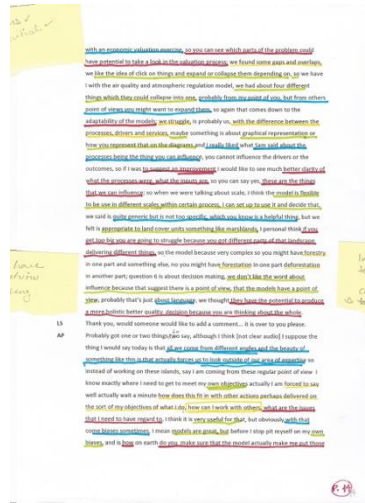 with an economic valuation exercise, so you can see which parts of the problem could
have potential to take a look in the valuation process; we found some gaps and overlaps,
we like the idea of click on things and expand or collapse them depending on, so we have
I with the air quality and atmospheric regulation model, we had about four different
things which they could collapse into one, probably from my point of you, but from others
point of views you might want to expand them, so again that comes down to the
adaptability of the models; we struggle, is probably us, with the difference between the
processes, drivers and services, maybe something is about graphical representation or
how you represent that on the diagrams and I really liked what Sam said about the
processes being the thing you can influence, you cannot influence the drivers or the
outcomes, so if I was to suggest an improvement I would like to see much better clarity of
what the processes were, what the inputs are, so you can say yes, these are the things
that we can influence; so when we were talking about scale, I think the model is flexible
to be use in different scales within certain process, I can set up to use it and decide that,
we said is quite generic but is not too specific, which you know is a helpful thing, but we
felt is appropriate to land cover units something like marshlands, I personal think if you
get too big you are going to struggle because you got different parts of that landscape
delivering different things, so the model because very complex so you might have forestry
in one part and something else, no you might have forestation in one part deforestation
in another part; question 6 is about decision making, we don't like the word about
influence because that suggest there is a point of view, that the models have a point of
view, probably that's just about language, we thought they have the potential to produce
a more holistic better quality, decision because you are thinking about the whole.
LS Thank you, would someone would like to add a comment... it is over to you please.
AP Probably got one or two things to say, although I think [not clear audio] I suppose the
thing I would say today is that all are come from different angles and the beauty of
something like this is that actually forces us to look outside of our area of expertise so
instead of working on these islands, say I am coming from these regular point of view I
know exactly where I need to get to meet my own objectives actually I am forced to say
well actually wait a minute how does this fit in with other actions perhaps delivered on
the sort of my objectives of what I do, how can I work with others, what are the issues
that I need to have regard to. I think it is very useful for that, but obviously with that
come biases sometimes. I mean models are great, but before I stop pit myself on my own
biases, and is how on earth do you make sure that the model actually make me put those
P. 14